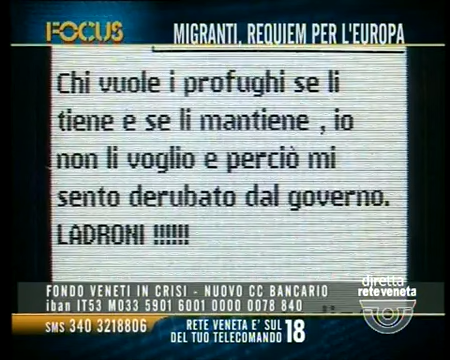 FOCUS
MIGRANTI, REQUIEM PER L'EUROPA
Chi vuole i profughi se li
tiene e se li mantiene , io
non li voglio e perciò mi
sento derubato dal governo.
LADRONI !!!!!!
FONDO VENETI IN CRISI - NUOVO CC BANCARIO
iban IT53 M033 5901 6001 0000 0078 840
diretta
reteveneta
SMS 340 3218806
RETE VENETA E' SUL
DEL TUO TELECOMANDO 18